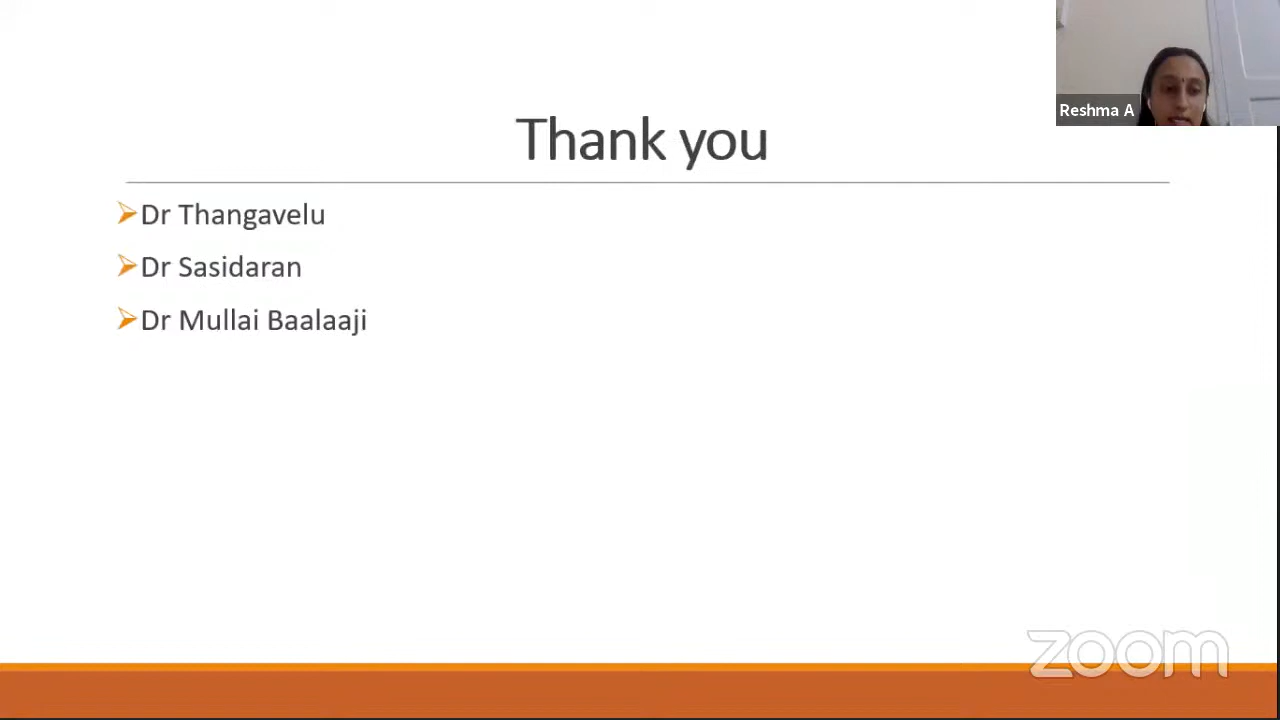 Reshma A
Thank you
Dr Thangavelu
Dr Sasidaran
Dr Mullai Baalaaji
zoom